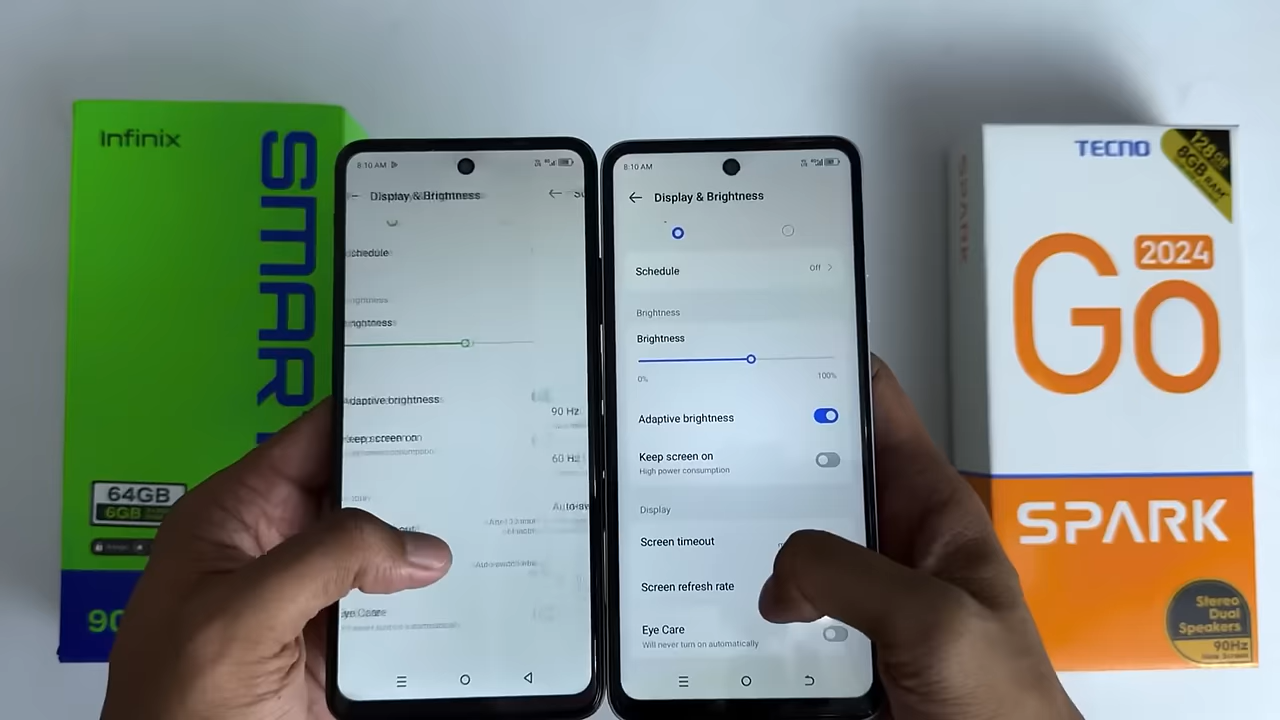 Infinix
SMAR
64GB
6GB
90
8:10 AM
Display & Brightness
Schedule
Brightness
Brightness
Adaptive brightness
Keep screen on
90 Hz
60 Hz
Eye Care
8:10 AM
Display & Brightness
Schedule
Off
Brightness
Brightness
0%
100%
Adaptive brightness
Keep screen on
High power consumption
Display
Screen timeout
Screen refresh rate
Eye Care
Will never turn on automatically
TECNO
128GB
8GB RAM
2024
Go
SPARK
SPARK
Stereo
Dual
Speakers
90Hz